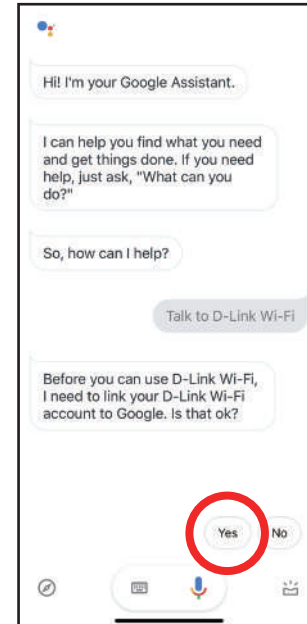 Hi! I'm your Google Assistant.
I can help you find what you need
and get things done. If you need
help, just ask, "What can you
do?"
So, how can I help?
Talk to D-Link Wi-Fi
Before you can use D-Link Wi-Fi,
I need to link your D-Link Wi-Fi
account to Google. Is that ok?
Yes No